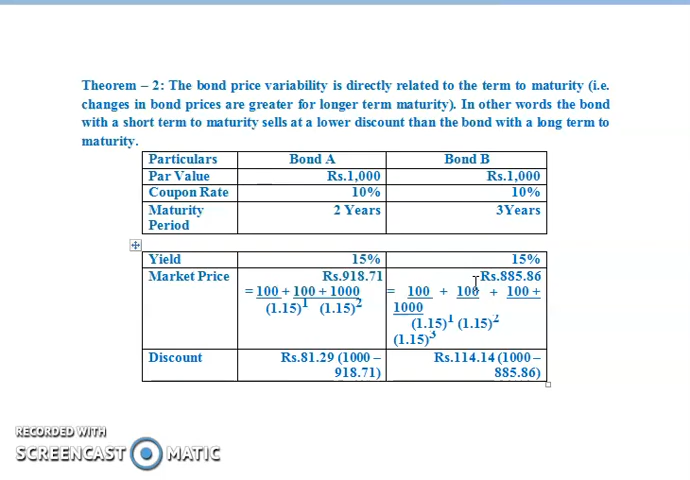 Theorem – 2: The bond price variability is directly related to the term to maturity (i.e.
changes in bond prices are greater for longer term maturity). In other words the bond
with a short term to maturity sells at a lower discount than the bond with a long term to
maturity.
Particulars Bond A Bond B
Par Value Rs.1,000 Rs.1,000
Coupon Rate 10% 10%
Maturity 2 Years 3Years
Period
Yield 15% 15%
Market Price Rs.918.71 Rs.885.86
= 100 + 100 + 1000 = 100 + 100 + 100 +
(1.15)¹ (1.15)² 1000
(1.15)¹ (1.15)²
(1.15)³
Discount Rs.81.29 (1000 – Rs.114.14 (1000 –
918.71) 885.86)
RECORDED WITH
SCREENCAST MATIC